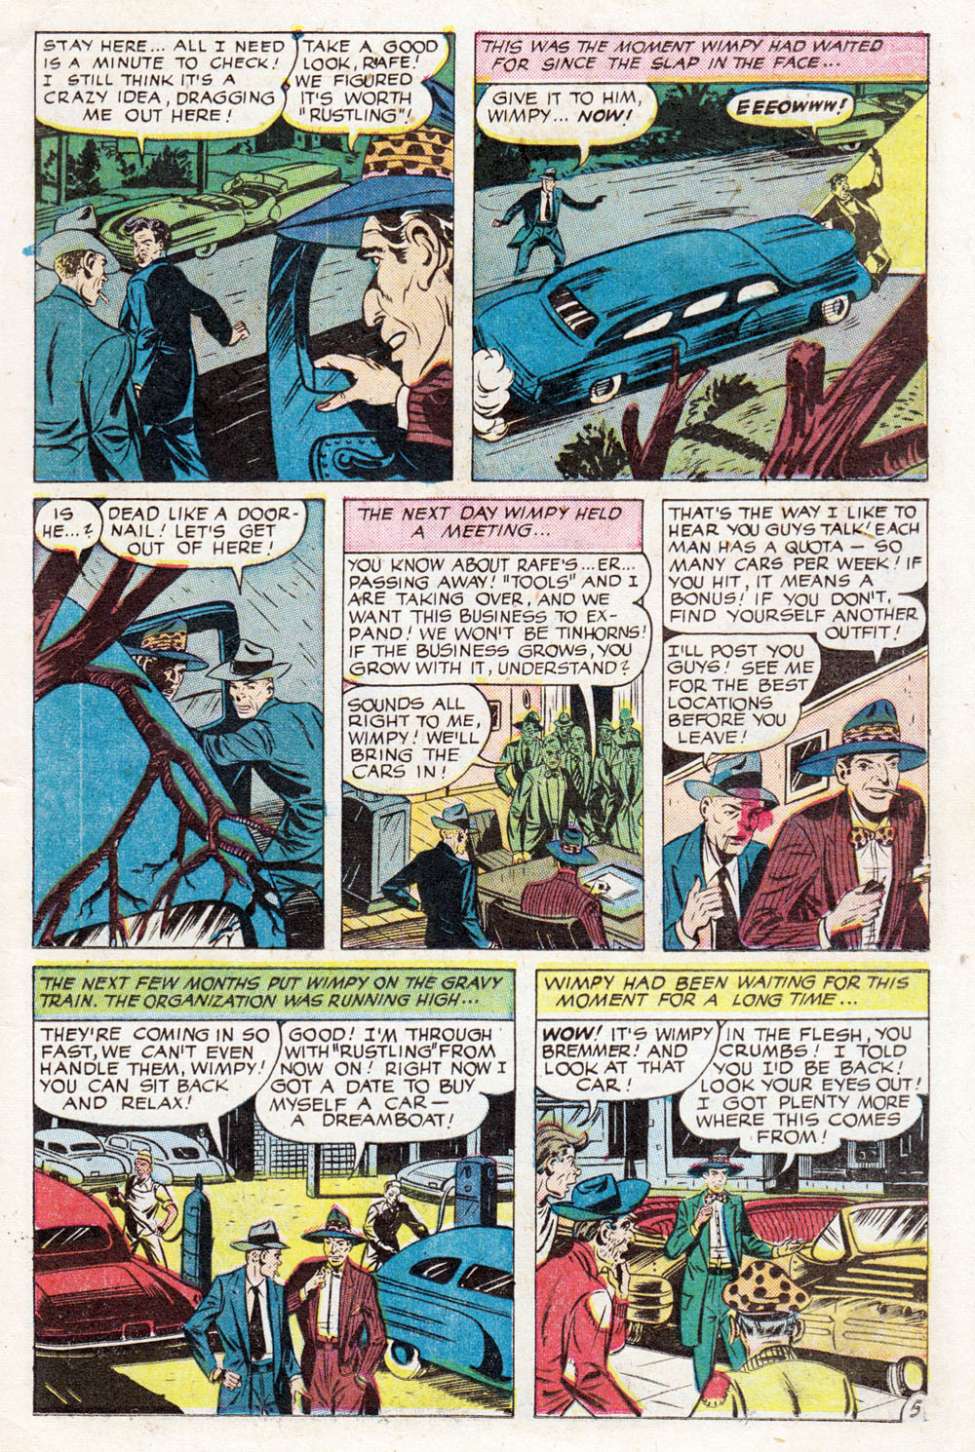 STAY HERE... ALL I NEED
IS A MINUTE TO CHECK!
I STILL THINK IT'S A
CRAZY IDEA, DRAGGING
ME OUT HERE!
TAKE A GOOD
LOOK, RAFE!
WE FIGURED
IT'S WORTH
"RUSTLING"!
THIS WAS THE MOMENT WIMPY HAD WAITED
FOR SINCE THE SLAP IN THE FACE...
GIVE IT TO HIM,
WIMPY... NOW!
EEEOWWW!
IS
HE...?
DEAD LIKE A DOOR-
NAIL! LET'S GET
OUT OF HERE!
THE NEXT DAY WIMPY HELD
A MEETING...
YOU KNOW ABOUT RAFE'S...ER...
PASSING AWAY! "TOOLS" AND I
ARE TAKING OVER, AND WE
WANT THIS BUSINESS TO EX-
PAND! WE WON'T BE TINHORNS!
IF THE BUSINESS GROWS, YOU
GROW WITH IT, UNDERSTAND?
SOUNDS ALL
RIGHT TO ME,
WIMPY! WE'LL
BRING THE
CARS IN!
THAT'S THE WAY I LIKE TO
HEAR YOU GUYS TALK! EACH
MAN HAS A QUOTA — SO
MANY CARS PER WEEK! IF
YOU HIT, IT MEANS A
BONUS! IF YOU DON'T,
FIND YOURSELF ANOTHER
OUTFIT!
I'LL POST YOU
GUYS! SEE ME
FOR THE BEST
LOCATIONS
BEFORE YOU
LEAVE!
THE NEXT FEW MONTHS PUT WIMPY ON THE GRAVY
TRAIN. THE ORGANIZATION WAS RUNNING HIGH...
THEY'RE COMING IN SO
FAST, WE CAN'T EVEN
HANDLE THEM, WIMPY!
YOU CAN SIT BACK
AND RELAX!
GOOD! I'M THROUGH
WITH "RUSTLING" FROM
NOW ON! RIGHT NOW I
GOT A DATE TO BUY
MYSELF A CAR—
A DREAMBOAT!
WIMPY HAD BEEN WAITING FOR THIS
MOMENT FOR A LONG TIME...
WOW! IT'S WIMPY
BREMMER! AND
LOOK AT THAT
CAR!
IN THE FLESH, YOU
CRUMBS! I TOLD
YOU I'D BE BACK!
LOOK YOUR EYES OUT!
I GOT PLENTY MORE
WHERE THIS COMES
FROM!
5